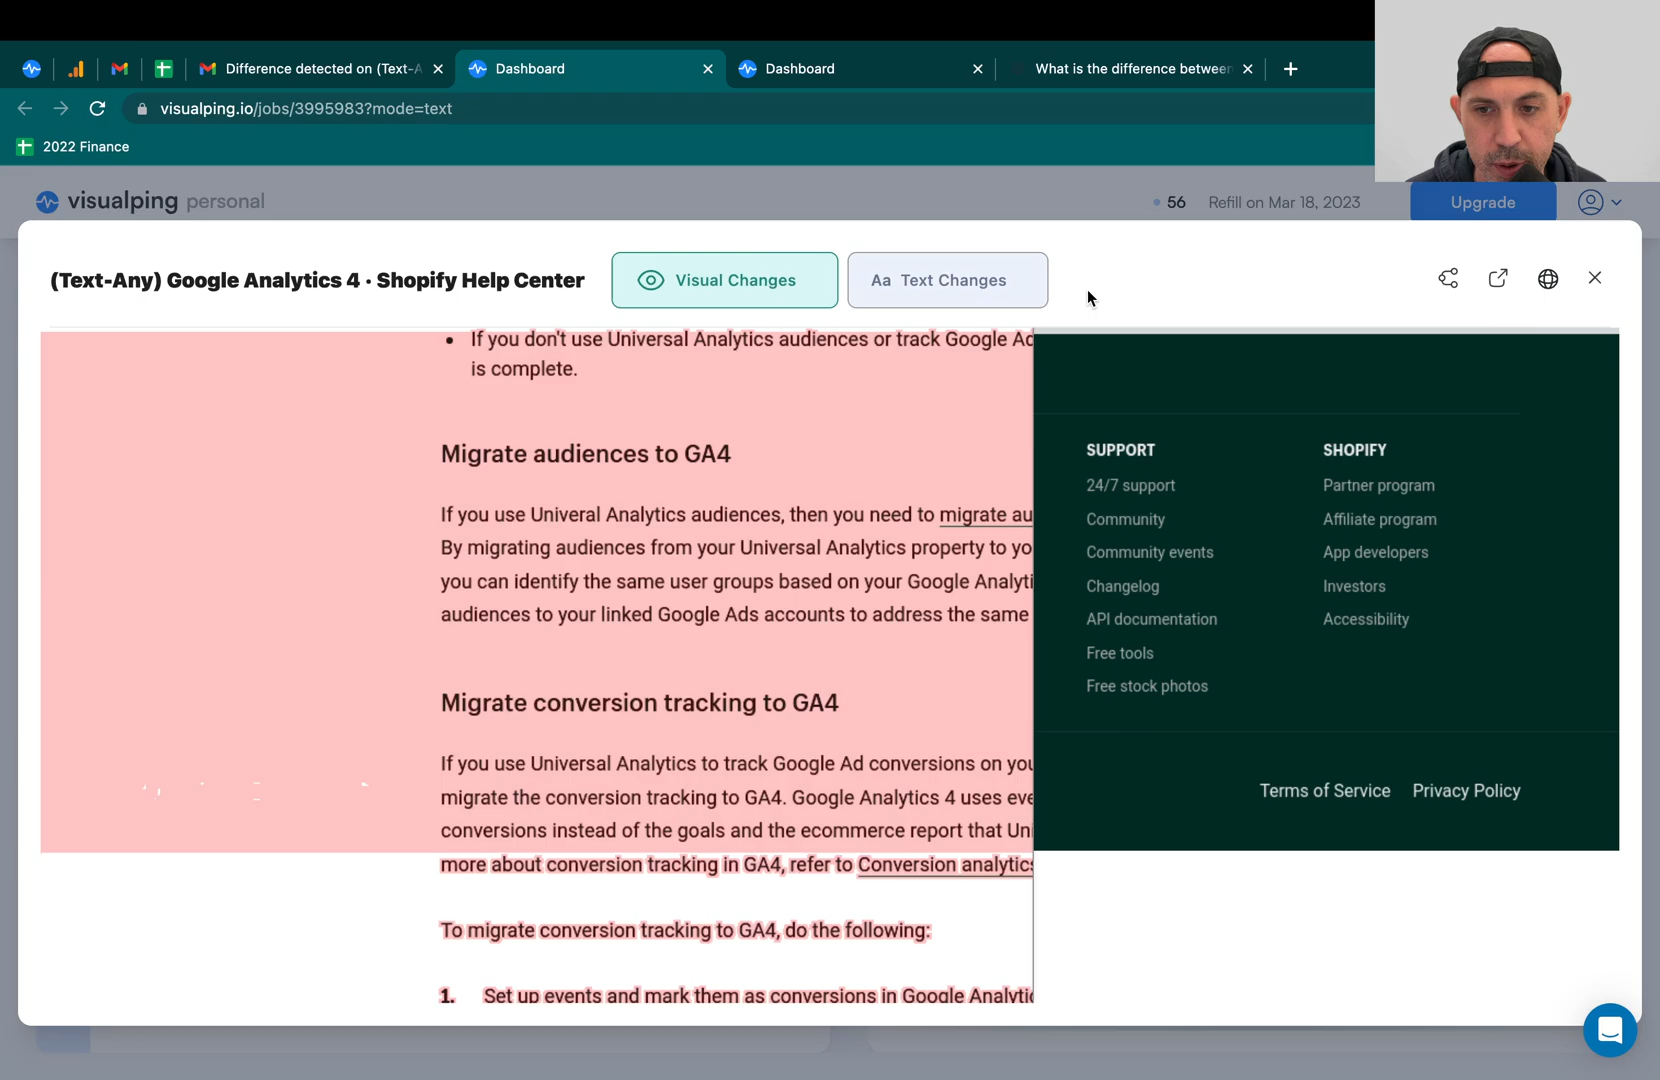 Difference detected on (Text-A
Dashboard
Dashboard
What is the difference between
visualping.io/jobs/3995983?mode=text
2022 Finance
visualping personal
56
Refill on Mar 18, 2023
Upgrade
(Text-Any) Google Analytics 4 · Shopify Help Center
Visual Changes
Aa Text Changes
If you don't use Universal Analytics audiences or track Google Ad
is complete.
Migrate audiences to GA4
If you use Univeral Analytics audiences, then you need to migrate au
By migrating audiences from your Universal Analytics property to yo
you can identify the same user groups based on your Google Analyti
audiences to your linked Google Ads accounts to address the same
Migrate conversion tracking to GA4
If you use Universal Analytics to track Google Ad conversions on you
migrate the conversion tracking to GA4. Google Analytics 4 uses eve
conversions instead of the goals and the ecommerce report that Uni
more about conversion tracking in GA4, refer to Conversion analytics
To migrate conversion tracking to GA4, do the following:
1. Set up events and mark them as conversions in Google Analytic
SUPPORT
24/7 support
Community
Community events
Changelog
API documentation
Free tools
Free stock photos
SHOPIFY
Partner program
Affiliate program
App developers
Investors
Accessibility
Terms of Service
Privacy Policy